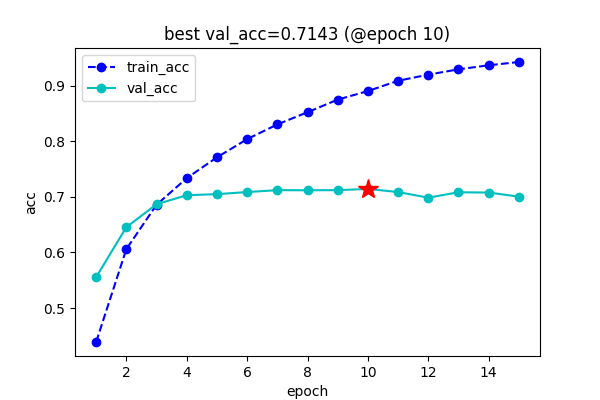 best val_acc=0.7143 (@epoch 10)
train_acc
val_acc
0.9
0.8
0.7
0.6
0.5
acc
2 4 6 8 10 12 14
epoch